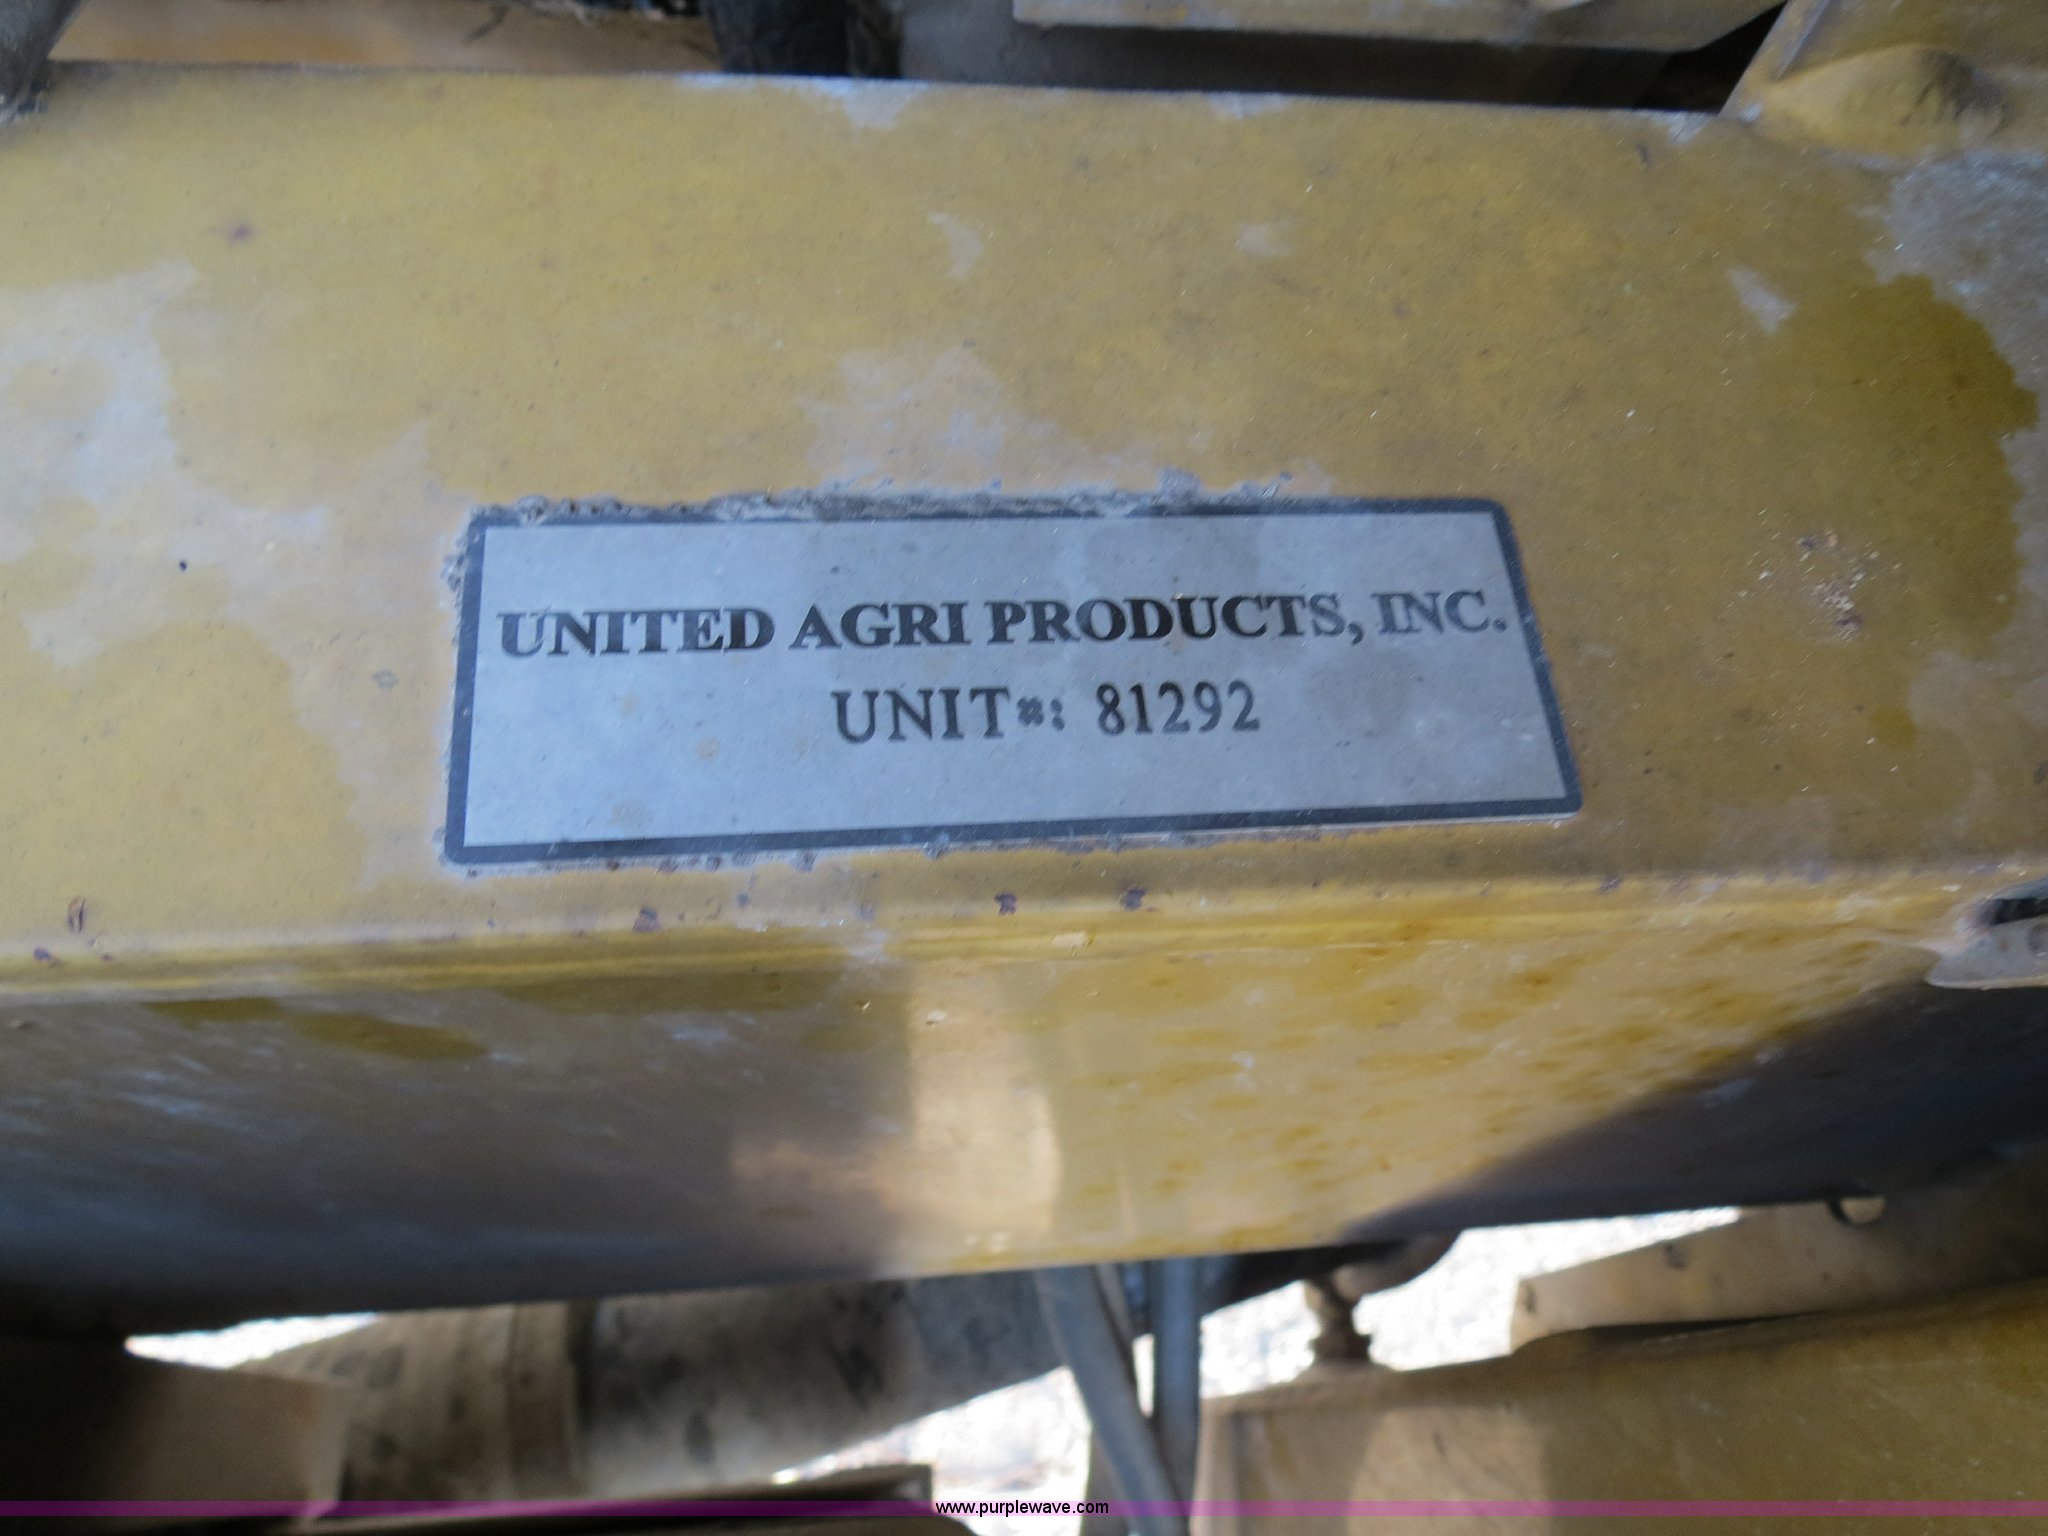 UNITED AGRI PRODUCTS, INC.
UNIT#: 81292
www.purplewave.com